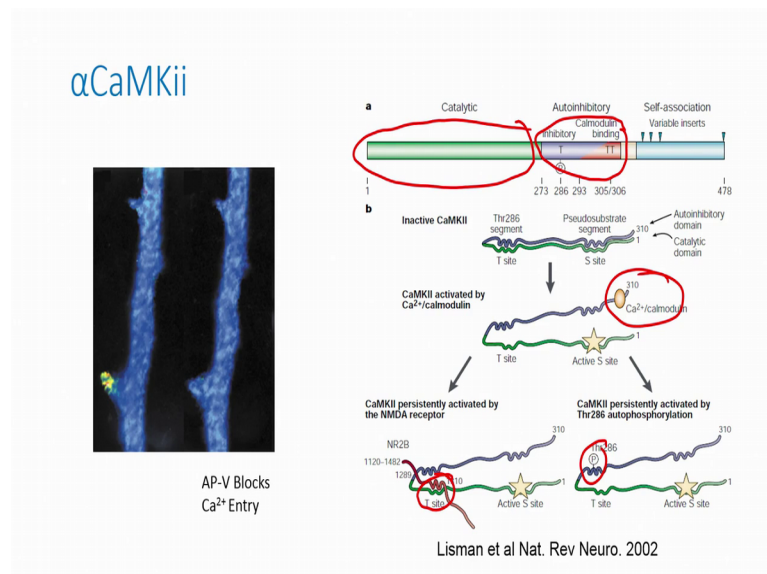 αCaMKii
a
Catalytic
Autoinhibitory
Self-association
Inhibitory
Calmodulin
binding
Variable inserts
T
TT
P
1
273
286
293
305/306
478
b
Inactive CaMKII
Thr286
segment
Pseudosubstrate
segment
310
1
Autoinhibitory
domain
Catalytic
domain
T site
S site
CaMKII activated by
Ca2+/calmodulin
310
Ca2+/calmodulin
1
T site
Active S site
CaMKII persistently activated by
the NMDA receptor
NR2B
1120–1482
1289
310
1
T site
Active S site
CaMKII persistently activated by
Thr286 autophosphorylation
Thr286
P
310
1
T site
Active S site
AP-V Blocks
Ca2+ Entry
Lisman et al Nat. Rev Neuro. 2002